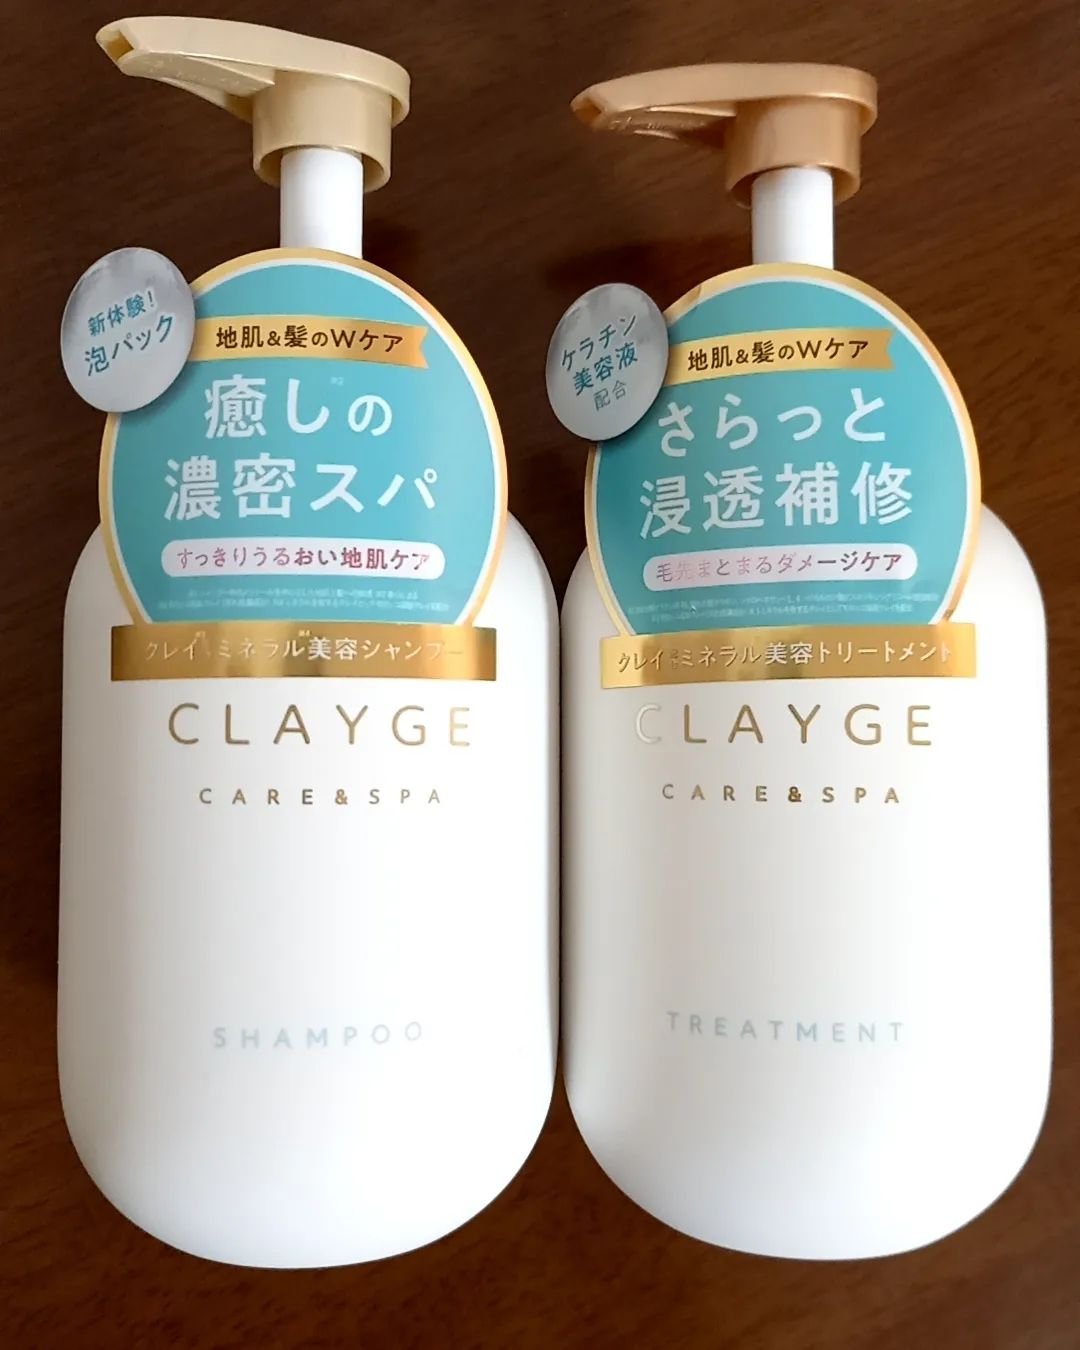 新体験!
泡パック
地肌&髪のWケア
癒しの
濃密スパ
すっきりうるおい地肌ケア
クレイ ミネラル美容シャンプー
CLAYGE
CARE&SPA
SHAMPOO
ケラチン
美容液
配合
地肌&髪のWケア
さらっと
浸透補修
毛先まとまるダメージケア
クレイ ミネラル美容トリートメント
CLAYGE
CARE&SPA
TREATMENT